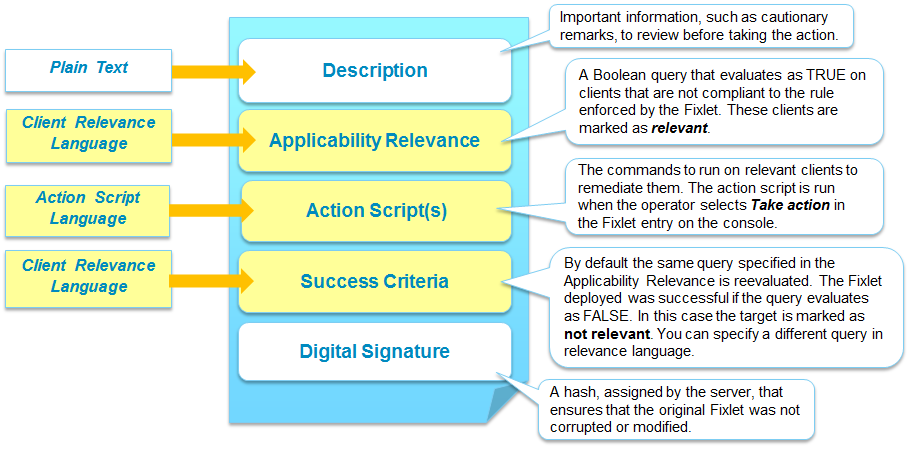 Important information, such as cautionary
remarks, to review before taking the action.
Plain Text
Description
A Boolean query that evaluates as TRUE on
clients that are not compliant to the rule
enforced by the Fixlet. These clients are
marked as relevant.
Client Relevance
Language
Applicability Relevance
The commands to run on relevant clients to
remediate them. The action script is run
when the operator selects Take action in
the Fixlet entry on the console.
Action Script
Language
Action Script(s)
By default the same query specified in the
Applicability Relevance is reevaluated. The Fixlet
deployed was successful if the query evaluates
as FALSE. In this case the target is marked as
not relevant. You can specify a different query in
relevance language.
Client Relevance
Language
Success Criteria
Digital Signature
A hash, assigned by the server, that
ensures that the original Fixlet was not
corrupted or modified.